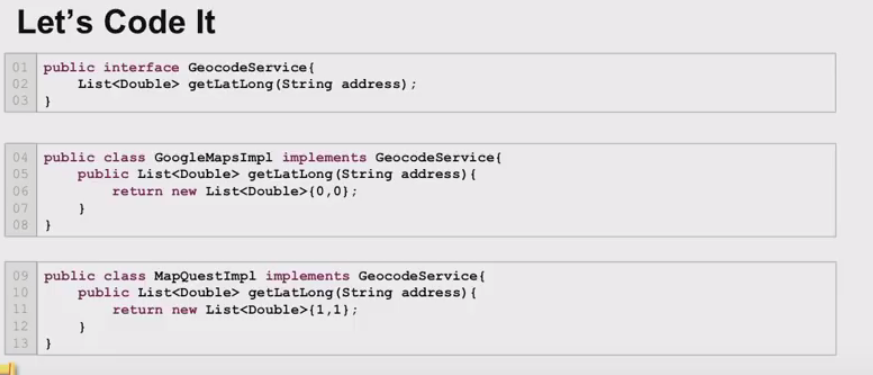 Let's Code It
01 public interface GeocodeService{
02     List<Double> getLatLong(String address);
03 }
04 public class GoogleMapsImpl implements GeocodeService{
05     public List<Double> getLatLong(String address){
06         return new List<Double>{0,0};
07     }
08 }
09 public class MapQuestImpl implements GeocodeService{
10     public List<Double> getLatLong(String address){
11         return new List<Double>{1,1};
12     }
13 }